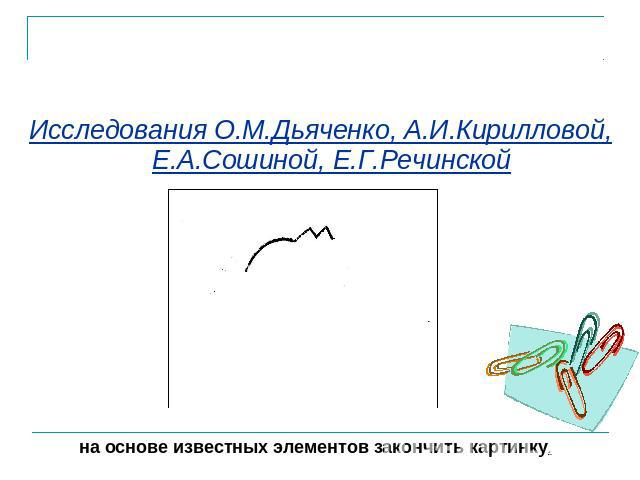 Исследования О.М.Дьяченко, А.И.Кирилловой,
Е.А.Сошиной, Е.Г.Речинской
на основе известных элементов закончить картинку.